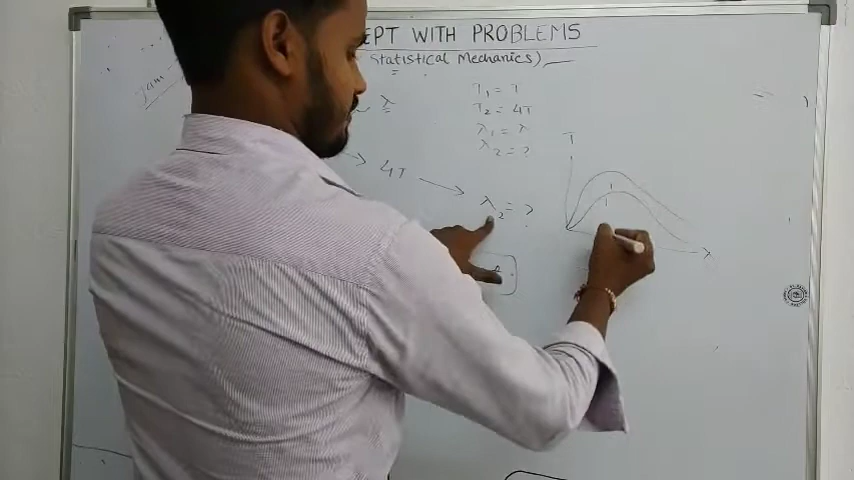 EPT WITH PROBLEMS
Statistical Mechanics)
T₁ = T
~ λ
T₂ = 4T
λ₁ = λ
λ₂ = ?
T
→ 4T → λ₂ = ?
λ